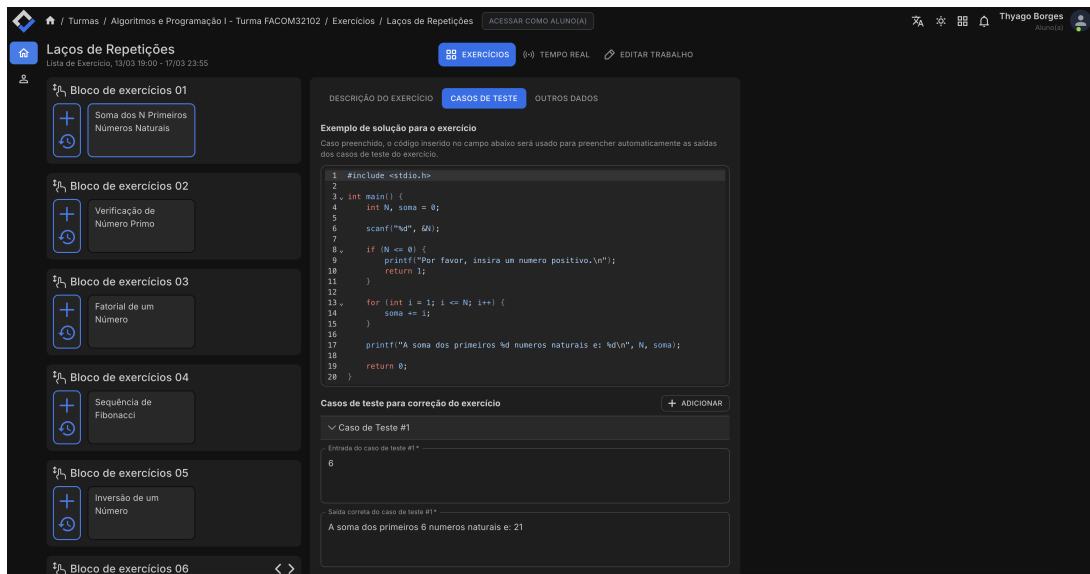 / Turmas / Algoritmos e Programação I - Turma FACOM32102 / Exercícios / Laços de Repetições
ACESSAR COMO ALUNO(A)
Thyago Borges
Aluno(a)
Laços de Repetições
Lista de Exercício, 13/03 19:00 - 17/03 23:55
EXERCÍCIOS
TEMPO REAL
EDITAR TRABALHO
Bloco de exercícios 01
Soma dos N Primeiros
Números Naturais
Bloco de exercícios 02
Verificação de
Número Primo
Bloco de exercícios 03
Fatorial de um
Número
Bloco de exercícios 04
Sequência de
Fibonacci
Bloco de exercícios 05
Inversão de um
Número
Bloco de exercícios 06
DESCRIÇÃO DO EXERCÍCIO
CASOS DE TESTE
OUTROS DADOS
Exemplo de solução para o exercício
Caso preenchido, o código inserido no campo abaixo será usado para preencher automaticamente as saídas
dos casos de teste do exercício.
1 #include <stdio.h>
2
3 int main() {
4 int N, soma = 0;
5
6 scanf("%d", &N);
7
8 if (N <= 0) {
9 printf("Por favor, insira um numero positivo.\n");
10 return 1;
11 }
12
13 for (int i = 1; i <= N; i++) {
14 soma += i;
15 }
16
17 printf("A soma dos primeiros %d numeros naturais e: %d\n", N, soma);
18
19 return 0;
20 }
Casos de teste para correção do exercício
+ ADICIONAR
Caso de Teste #1
Entrada do caso de teste #1 *
6
Saída correta do caso de teste #1 *
A soma dos primeiros 6 numeros naturais e: 21